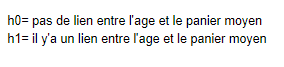 h0= pas de lien entre l'age et le panier moyen
h1= il y'a un lien entre l'age et le panier moyen